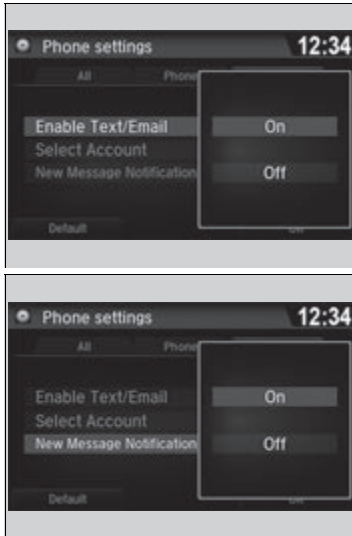 Phone settings 12:34
All Phone
Enable Text/Email On
Select Account
New Message Notification Off
Default
Phone settings 12:34
All Phone
Enable Text/Email On
Select Account
New Message Notification Off
Default